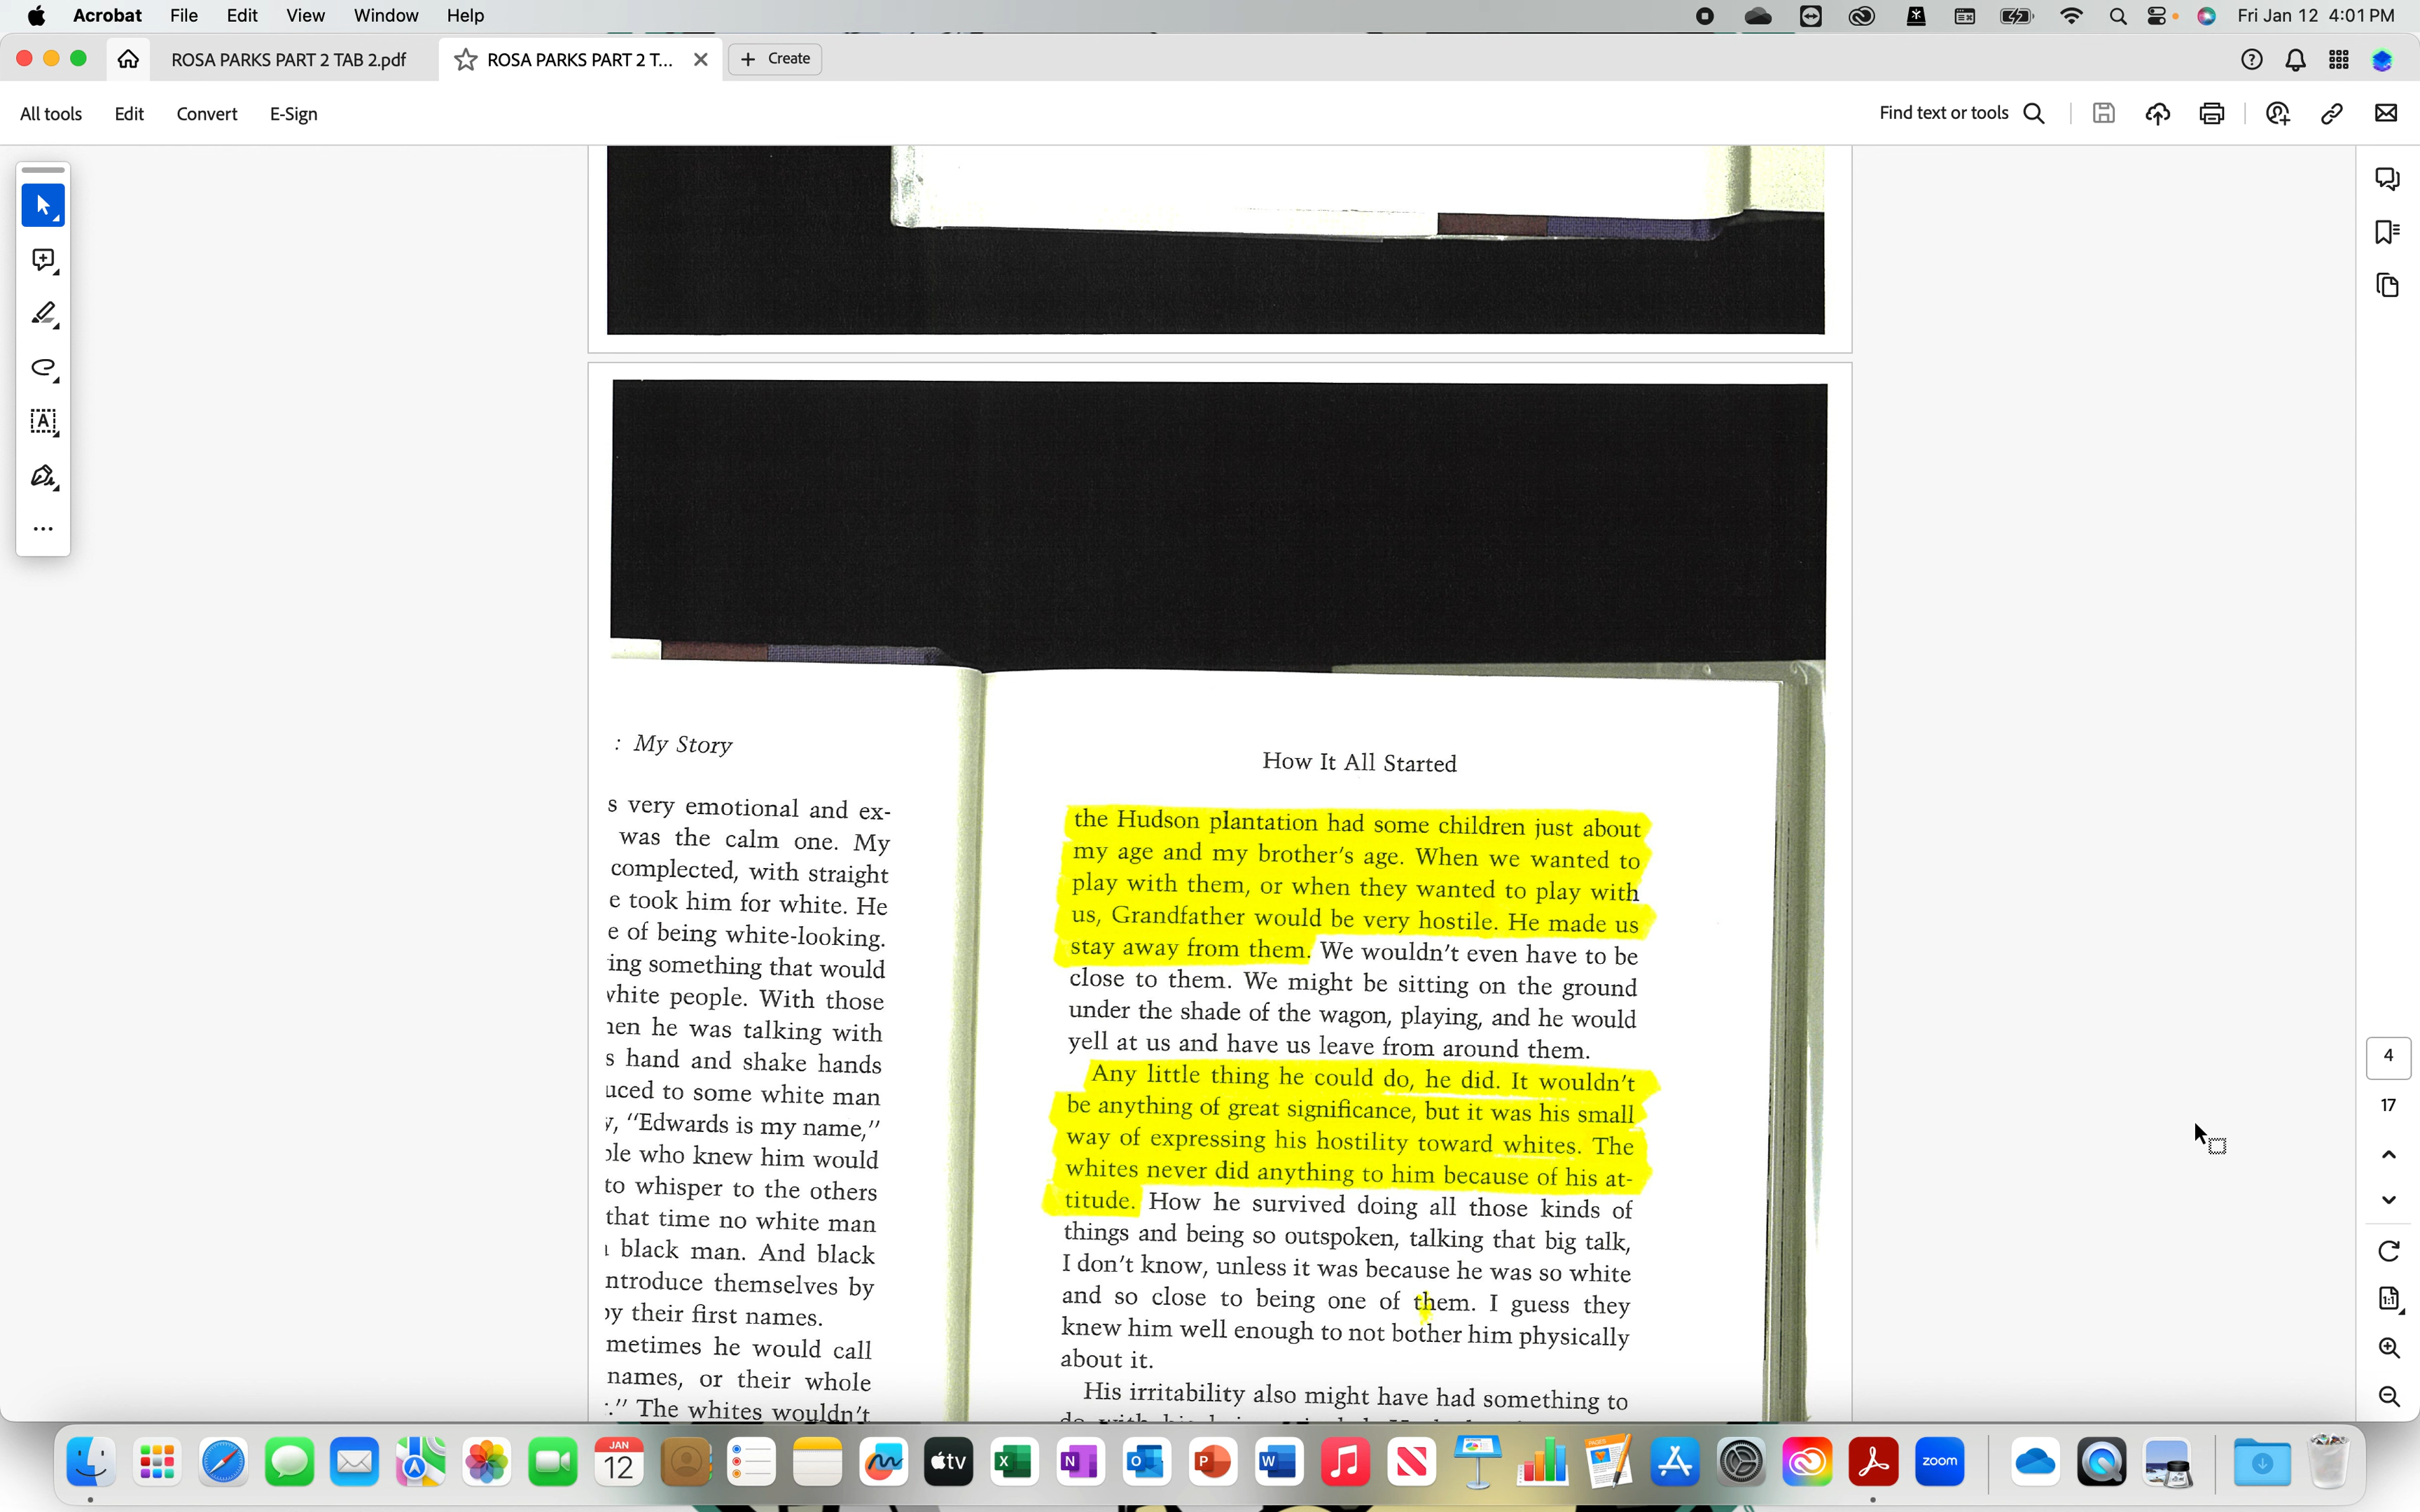 Acrobat File Edit View Window Help
Fri Jan 12 4:01 PM
ROSA PARKS PART 2 TAB 2.pdf
ROSA PARKS PART 2 T...
Create
All tools Edit Convert E-Sign
Find text or tools
: My Story
s very emotional and ex-
was the calm one. My
complected, with straight
e took him for white. He
e of being white-looking.
ing something that would
white people. With those
hen he was talking with
s hand and shake hands
uced to some white man
y, "Edwards is my name,"
ple who knew him would
to whisper to the others
that time no white man
black man. And black
ntroduce themselves by
by their first names.
metimes he would call
names, or their whole
." The whites wouldn't
How It All Started
the Hudson plantation had some children just about
my age and my brother's age. When we wanted to
play with them, or when they wanted to play with
us, Grandfather would be very hostile. He made us
stay away from them. We wouldn't even have to be
close to them. We might be sitting on the ground
under the shade of the wagon, playing, and he would
yell at us and have us leave from around them.
Any little thing he could do, he did. It wouldn't
be anything of great significance, but it was his small
way of expressing his hostility toward whites. The
whites never did anything to him because of his at-
titude. How he survived doing all those kinds of
things and being so outspoken, talking that big talk,
I don't know, unless it was because he was so white
and so close to being one of them. I guess they
knew him well enough to not bother him physically
about it.
His irritability also might have had something to
4
17
1:1
JAN
12
tv
zoom